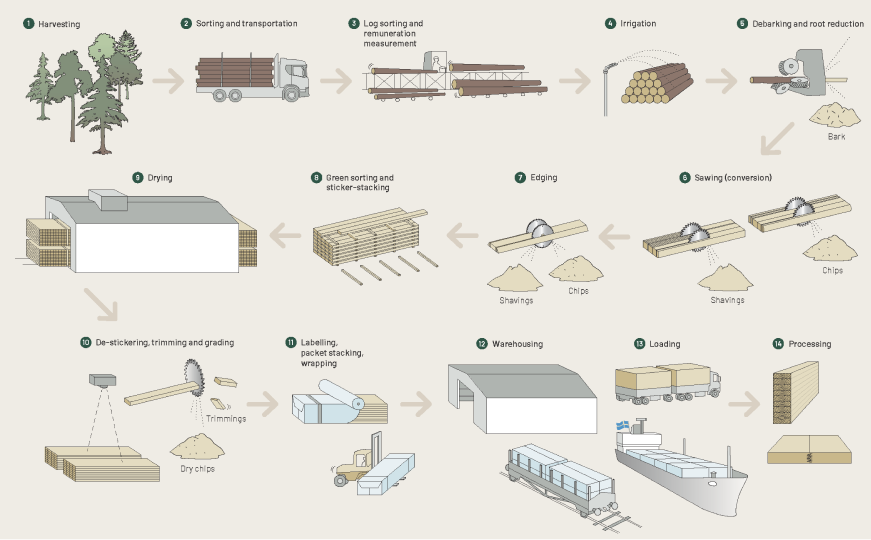 1 Harvesting
2 Sorting and transportation
3 Log sorting and
remuneration
measurement
4 Irrigation
5 Debarking and root reduction
Bark
9 Drying
8 Green sorting and
sticker-stacking
7 Edging
6 Sawing (conversion)
Chips
Shavings
Chips
Shavings
10 De-stickering, trimming and grading
Trimmings
Dry chips
11 Labelling,
packet stacking,
wrapping
12 Warehousing
13 Loading
14 Processing